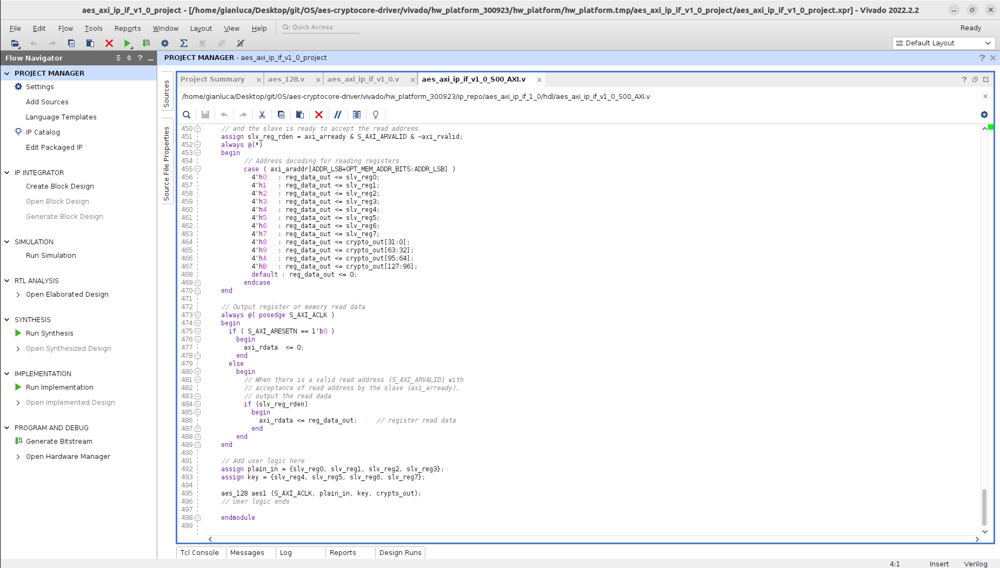 aes_axi_ip_if_v1_0_project - [/home/gianluca/Desktop/git/OS/aes-cryptocore-driver/vivado/hw_platform_300923/hw_platform/hw_platform.tmp/aes_axi_ip_if_v1_0_project/aes_axi_ip_if_v1_0_project.xpr] - Vivado 2022.2.2
File Edit Flow Tools Reports Window Layout View Help Quick Access Ready
Default Layout
Flow Navigator
PROJECT MANAGER
Settings
Add Sources
Language Templates
IP Catalog
Edit Packaged IP
IP INTEGRATOR
Create Block Design
Open Block Design
Generate Block Design
SIMULATION
Run Simulation
RTL ANALYSIS
Open Elaborated Design
SYNTHESIS
Run Synthesis
Open Synthesized Design
IMPLEMENTATION
Run Implementation
Open Implemented Design
PROGRAM AND DEBUG
Generate Bitstream
Open Hardware Manager
PROJECT MANAGER - aes_axi_ip_if_v1_0_project
Sources
Source File Properties
Project Summary aes_128.v aes_axi_ip_if_v1_0.v aes_axi_ip_if_v1_0_S00_AXI.v
/home/gianluca/Desktop/git/OS/aes-cryptocore-driver/vivado/hw_platform_300923/ip_repo/aes_axi_ip_if_1_0/hdl/aes_axi_ip_if_v1_0_S00_AXI.v
450 // and the slave is ready to accept the read address.
451 assign slv_reg_rden = axi_arready & S_AXI_ARVALID & ~axi_rvalid;
452 always @(*)
453 begin
454 // Address decoding for reading registers
455 case ( axi_araddr[ADDR_LSB+OPT_MEM_ADDR_BITS:ADDR_LSB] )
456 4'h0 : reg_data_out <= slv_reg0;
457 4'h1 : reg_data_out <= slv_reg1;
458 4'h2 : reg_data_out <= slv_reg2;
459 4'h3 : reg_data_out <= slv_reg3;
460 4'h4 : reg_data_out <= slv_reg4;
461 4'h5 : reg_data_out <= slv_reg5;
462 4'h6 : reg_data_out <= slv_reg6;
463 4'h7 : reg_data_out <= slv_reg7;
464 4'h8 : reg_data_out <= crypto_out[31:0];
465 4'h9 : reg_data_out <= crypto_out[63:32];
466 4'hA : reg_data_out <= crypto_out[95:64];
467 4'hB : reg_data_out <= crypto_out[127:96];
468 default : reg_data_out <= 0;
469 endcase
470 end
471
472 // Output register or memory read data
473 always @( posedge S_AXI_ACLK )
474 begin
475 if ( S_AXI_ARESETN == 1'b0 )
476 begin
477 axi_rdata <= 0;
478 end
479 else
480 begin
481 // When there is a valid read address (S_AXI_ARVALID) with
482 // acceptance of read address by the slave (axi_arready),
483 // output the read dada
484 if (slv_reg_rden)
485 begin
486 axi_rdata <= reg_data_out; // register read data
487 end
488 end
489 end
490
491 // Add user logic here
492 assign plain_in = {slv_reg0, slv_reg1, slv_reg2, slv_reg3};
493 assign key = {slv_reg4, slv_reg5, slv_reg6, slv_reg7};
494
495 aes_128 aes1 (S_AXI_ACLK, plain_in, key, crypto_out);
496 // User logic ends
497
498 endmodule
499
Tcl Console Messages Log Reports Design Runs
4:1 Insert Verilog